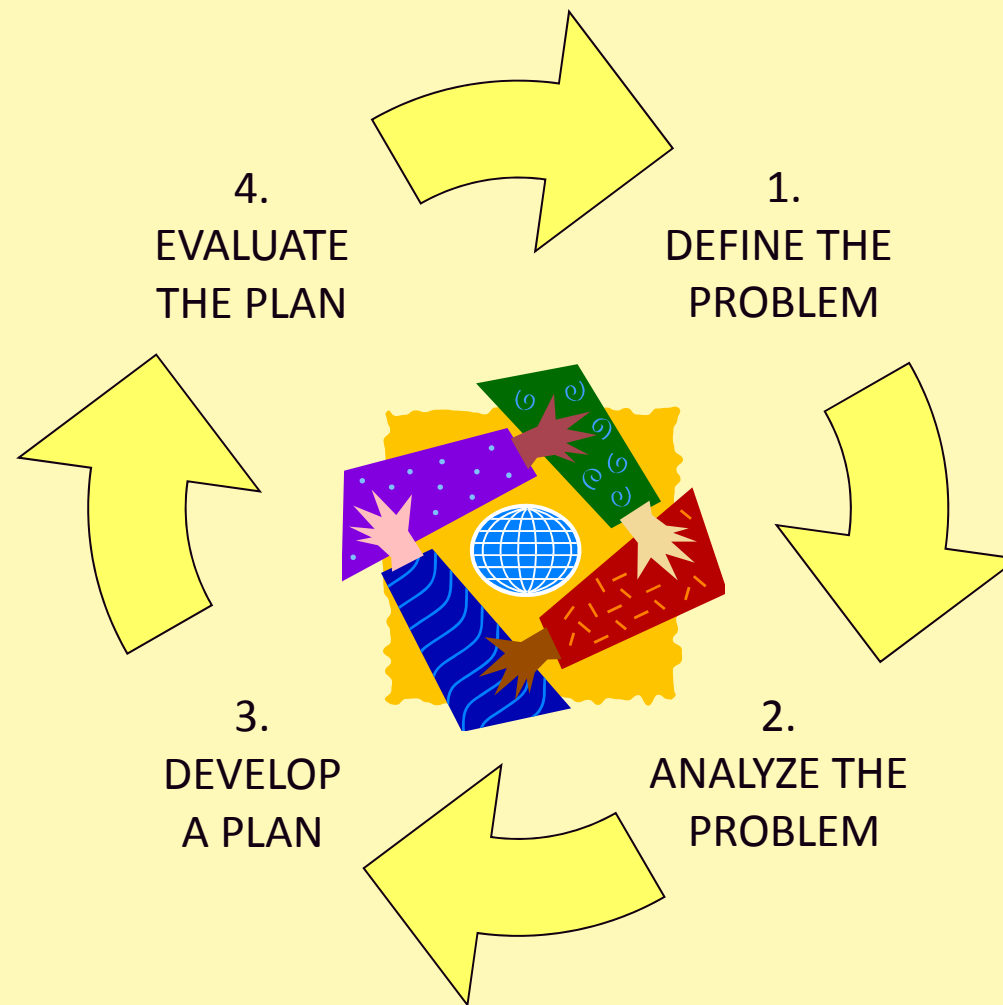 1.
DEFINE THE
PROBLEM
2.
ANALYZE THE
PROBLEM
3.
DEVELOP
A PLAN
4.
EVALUATE
THE PLAN